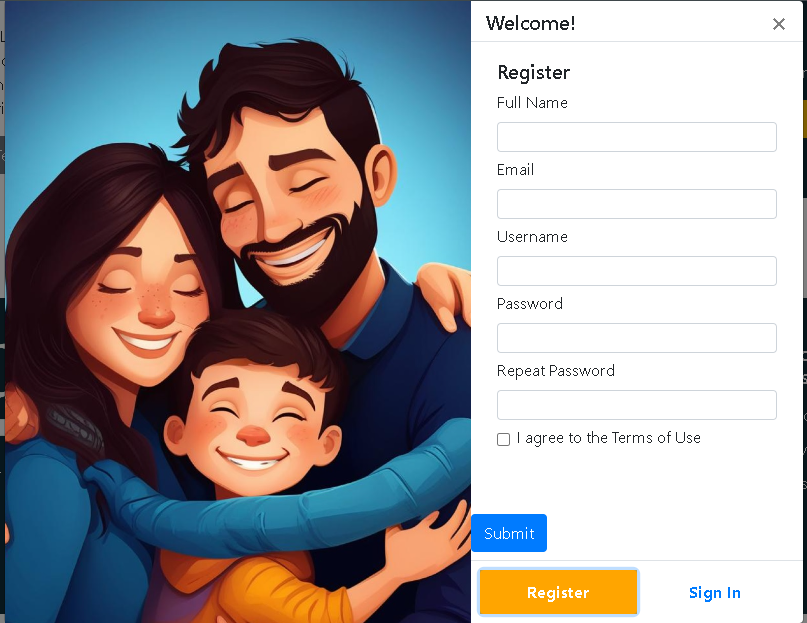 Welcome!
Register
Full Name
Email
Username
Password
Repeat Password
I agree to the Terms of Use
Submit
Register
Sign In